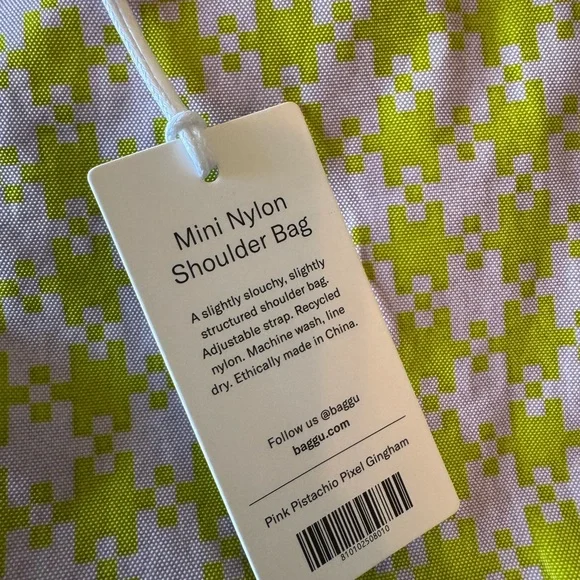 Mini Nylon
Shoulder Bag
A slightly slouchy, slightly
structured shoulder bag.
Adjustable strap. Recycled
nylon. Machine wash, line
dry. Ethically made in China.
Follow us @baggu
baggu.com
Pink Pistachio Pixel Gingham
810102508010